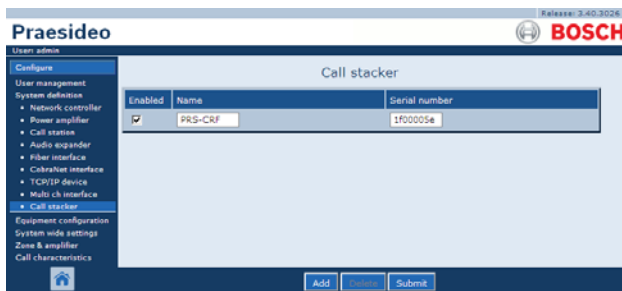 Release: 3.40.3026
Praesideo
BOSCH
User: admin
Configure
User management
System definition
• Network controller
• Power amplifier
• Call station
• Audio expander
• Fiber interface
• CobraNet interface
• TCP/IP device
• Multi ch interface
• Call stacker
Equipment configuration
System wide settings
Zone & amplifier
Call characteristics
Call stacker
Enabled Name Serial number
PRS-CRF 1f00005e
Add Delete Submit